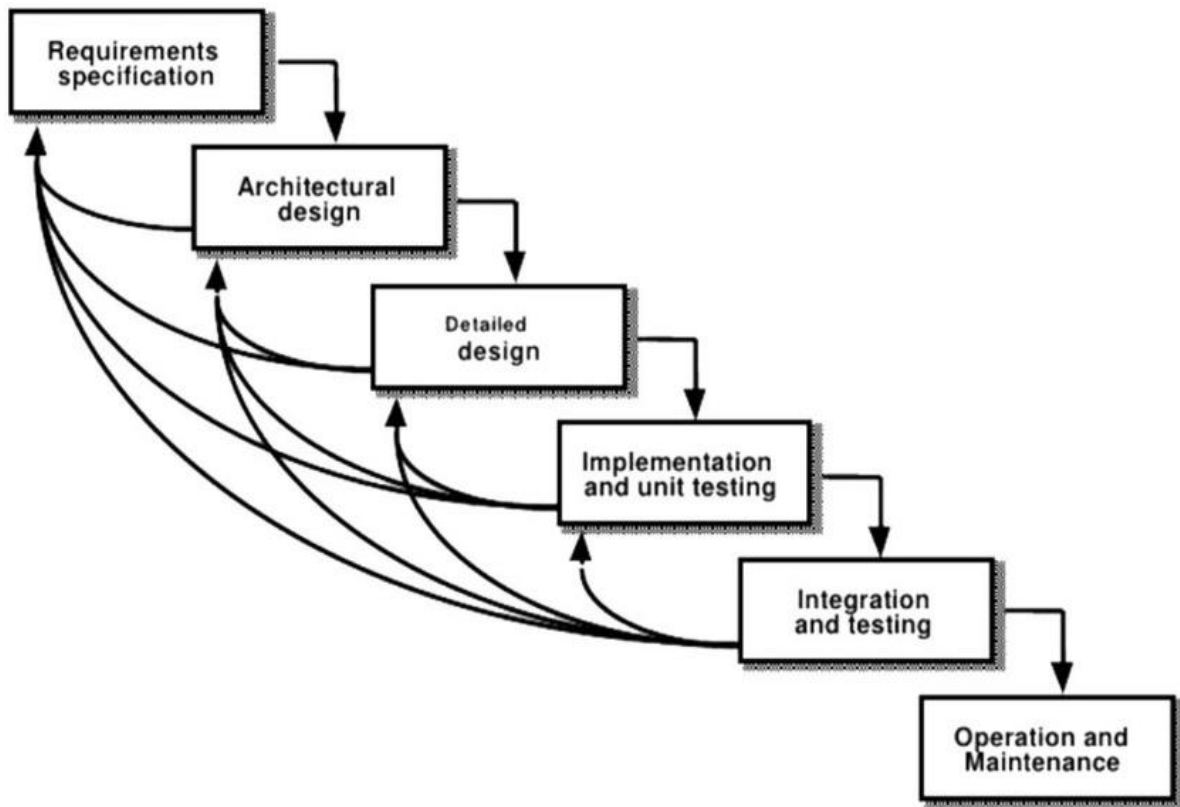 Requirements
specification
Architectural
design
Detailed
design
Implementation
and unit testing
Integration
and testing
Operation and
Maintenance